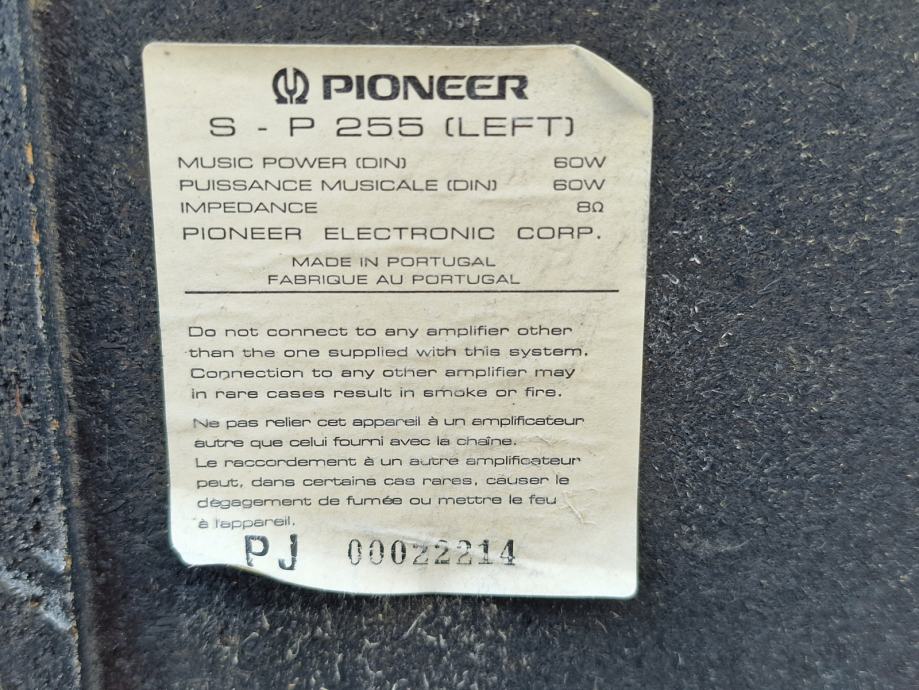 PIONEER
S - P 255 (LEFT)
MUSIC POWER (DIN) 60W
PUISSANCE MUSICALE (DIN) 60W
IMPEDANCE 8Ω
PIONEER ELECTRONIC CORP.
MADE IN PORTUGAL
FABRIQUE AU PORTUGAL
Do not connect to any amplifier other
than the one supplied with this system.
Connection to any other amplifier may
in rare cases result in smoke or fire.
Ne pas relier cet appareil à un amplificateur
autre que celui fourni avec la chaîne.
Le raccordement à un autre amplificateur
peut, dans certains cas rares, causer le
dégagement de fumée ou mettre le feu
à l'appareil.
PJ 00022214